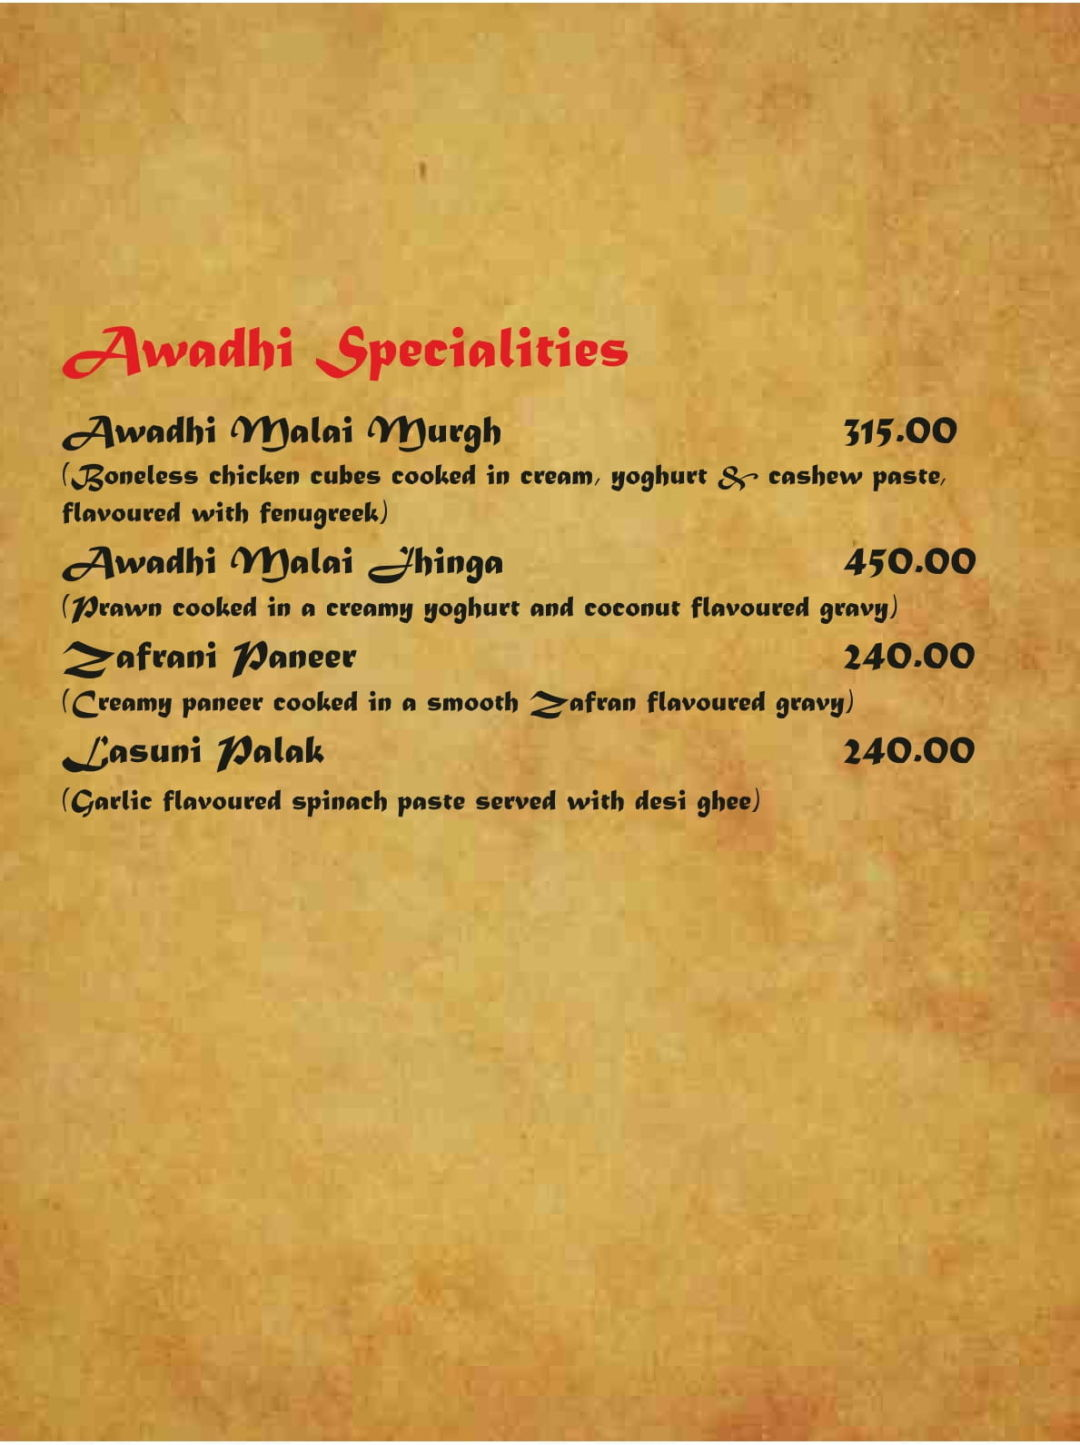 Awadhi Specialities
Awadhi Malai Murgh 315.00
(Boneless chicken cubes cooked in cream, yoghurt & cashew paste,
flavoured with fenugreek)
Awadhi Malai Jhinga 450.00
(Prawn cooked in a creamy yoghurt and coconut flavoured gravy)
Zafrani Paneer 240.00
(Creamy paneer cooked in a smooth Zafran flavoured gravy)
Lasuni Palak 240.00
(Garlic flavoured spinach paste served with desi ghee)